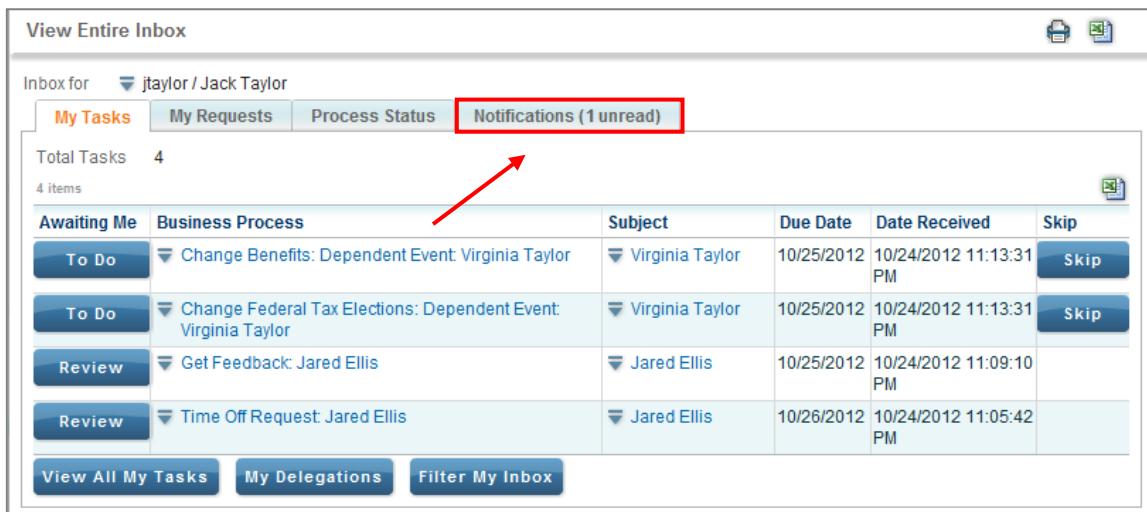 View Entire Inbox
Inbox for jtaylor / Jack Taylor
My Tasks My Requests Process Status Notifications (1 unread)
Total Tasks 4
4 items
Awaiting Me Business Process Subject Due Date Date Received Skip
To Do Change Benefits: Dependent Event: Virginia Taylor Virginia Taylor 10/25/2012 10/24/2012 11:13:31 Skip
PM
To Do Change Federal Tax Elections: Dependent Event: Virginia Taylor 10/25/2012 10/24/2012 11:13:31 Skip
Virginia Taylor PM
Review Get Feedback: Jared Ellis Jared Ellis 10/25/2012 10/24/2012 11:09:10
PM
Review Time Off Request: Jared Ellis Jared Ellis 10/26/2012 10/24/2012 11:05:42
PM
View All My Tasks My Delegations Filter My Inbox